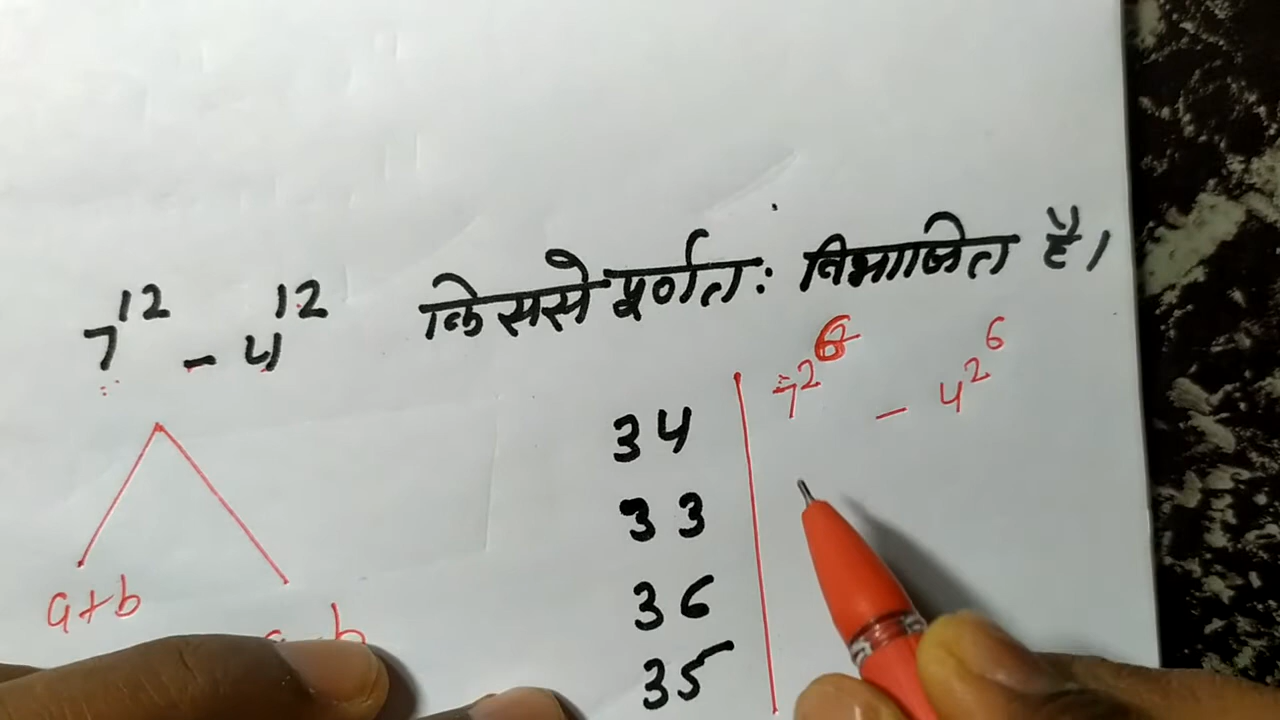 7¹² - 4¹² किससे पूर्णतः विभाजित है।
7²⁶ - 4²⁶
34
33
36
35
a+b